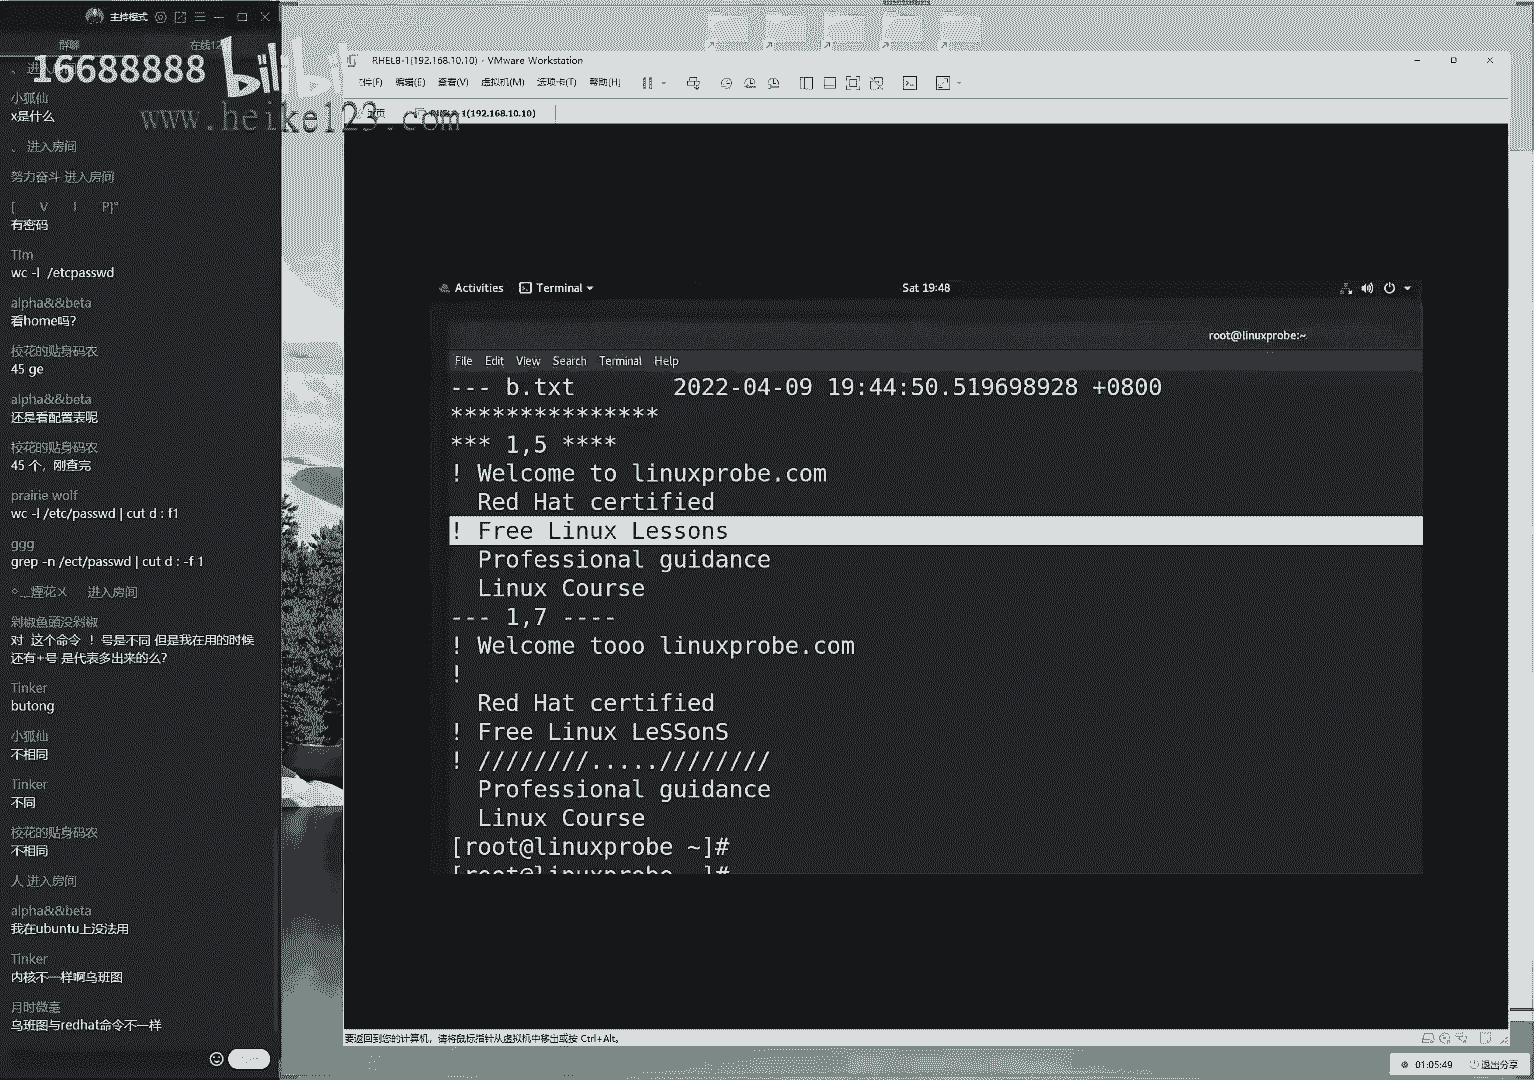 主持模式
群聊
在线12
进入房间
16688888
bilibi
www.heike123.com
小狐仙
x是什么
、 进入房间
努力奋斗 进入房间
[ V I P]°
有密码
Tim
wc -l /etcpasswd
alpha&&beta
看home吗?
校花的贴身码农
45 ge
alpha&&beta
还是看配置表呢
校花的贴身码农
45 个，刚查完
prairie wolf
wc -l /etc/passwd | cut d : f1
ggg
grep -n /ect/passwd | cut d : -f 1
进入房间
剁椒鱼頭没剁椒
对 这个命令 ！ 号是不同 但是我在用的时候
还有+号 是代表多出来的么?
Tinker
butong
小狐仙
不相同
Tinker
不同
校花的贴身码农
不相同
人 进入房间
alpha&&beta
我在ubuntu上没法用
Tinker
内核不一样啊乌班图
月时微毫
乌班图与redhat命令不一样
RHEL8-1(192.168.10.10) - VMware Workstation
件(F) 编辑(E) 查看(V) 虚拟机(M) 选项卡(T) 帮助(H)
页
1(192.168.10.10)
Activities Terminal Sat 19:48
root@linuxprobe:~
File Edit View Search Terminal Help
--- b.txt 2022-04-09 19:44:50.519698928 +0800
***************
*** 1,5 ****
! Welcome to linuxprobe.com
Red Hat certified
! Free Linux Lessons
Professional guidance
Linux Course
--- 1,7 ----
! Welcome tooo linuxprobe.com
!
Red Hat certified
! Free Linux LeSSonS
! ////////.....////////
Professional guidance
Linux Course
[root@linuxprobe ~]#
[root@linuxprobe ~]#
要返回到您的计算机，请将鼠标指针从虚拟机中移出或按 Ctrl+Alt。
01:05:49 退出分享